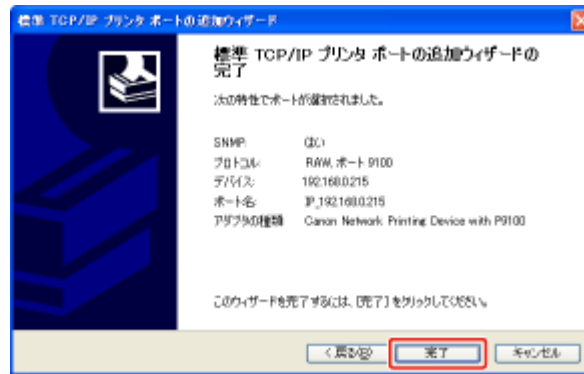 標準 TCP/IP プリンタ ポートの追加ウィザード
標準 TCP/IP プリンタ ポートの追加ウィザードの
完了
次の特性でポートが選択されました。
SNMP: はい
プロトコル: RAW, ポート 9100
デバイス: 192.168.0.215
ポート名: IP_192.168.0.215
アダプタの種類 Canon Network Printing Device with P9100
このウィザードを完了するには、[完了] をクリックしてください。
< 戻る(B) 完了 キャンセル